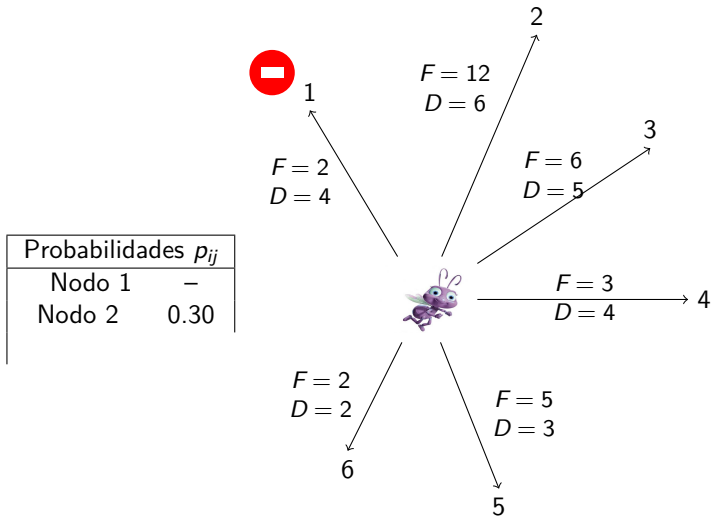 Probabilidades p_ij
Nodo 1 –
Nodo 2 0.30
1
F = 2
D = 4
2
F = 12
D = 6
3
F = 6
D = 5
4
F = 3
D = 4
5
F = 5
D = 3
6
F = 2
D = 2